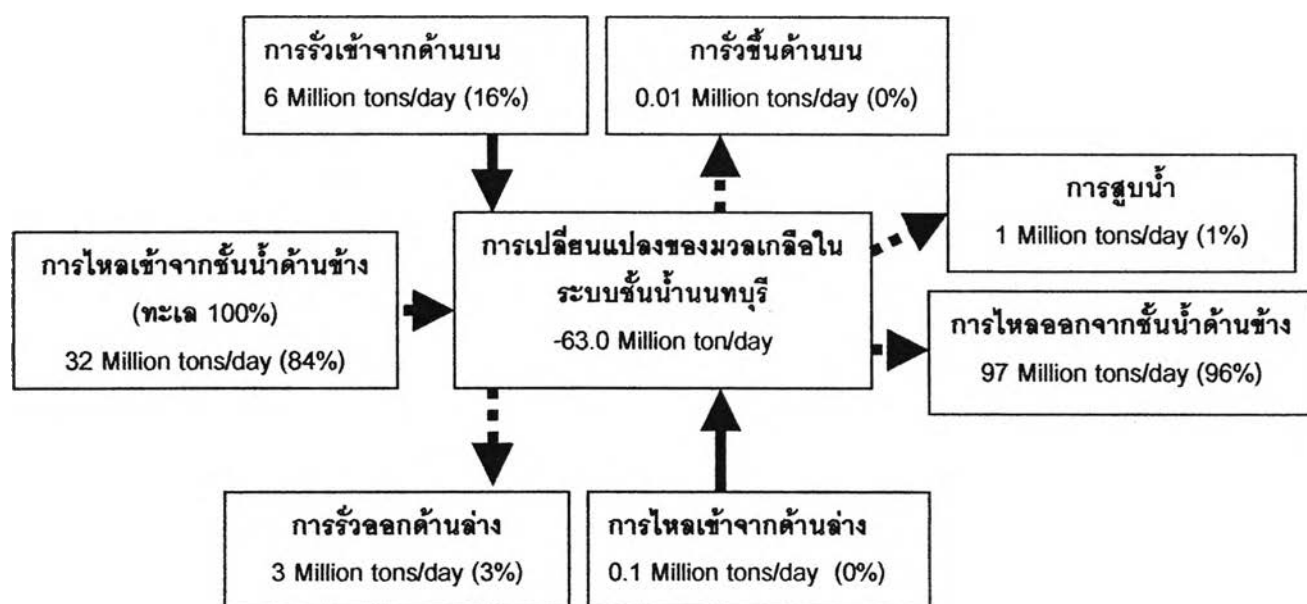 การรั่วเข้าจากด้านบน
6 Million tons/day (16%)
การั่วขึ้นด้านบน
0.01 Million tons/day (0%)
การสูบน้ำ
1 Million tons/day (1%)
การไหลเข้าจากชั้นน้ำด้านข้าง
(ทะเล 100%)
32 Million tons/day (84%)
การเปลี่ยนแปลงของมวลเกลือใน
ระบบชั้นน้ำนนทบุรี
-63.0 Million ton/day
การไหลออกจากชั้นน้ำด้านข้าง
97 Million tons/day (96%)
การรั่วออกด้านล่าง
3 Million tons/day (3%)
การไหลเข้าจากด้านล่าง
0.1 Million tons/day (0%)